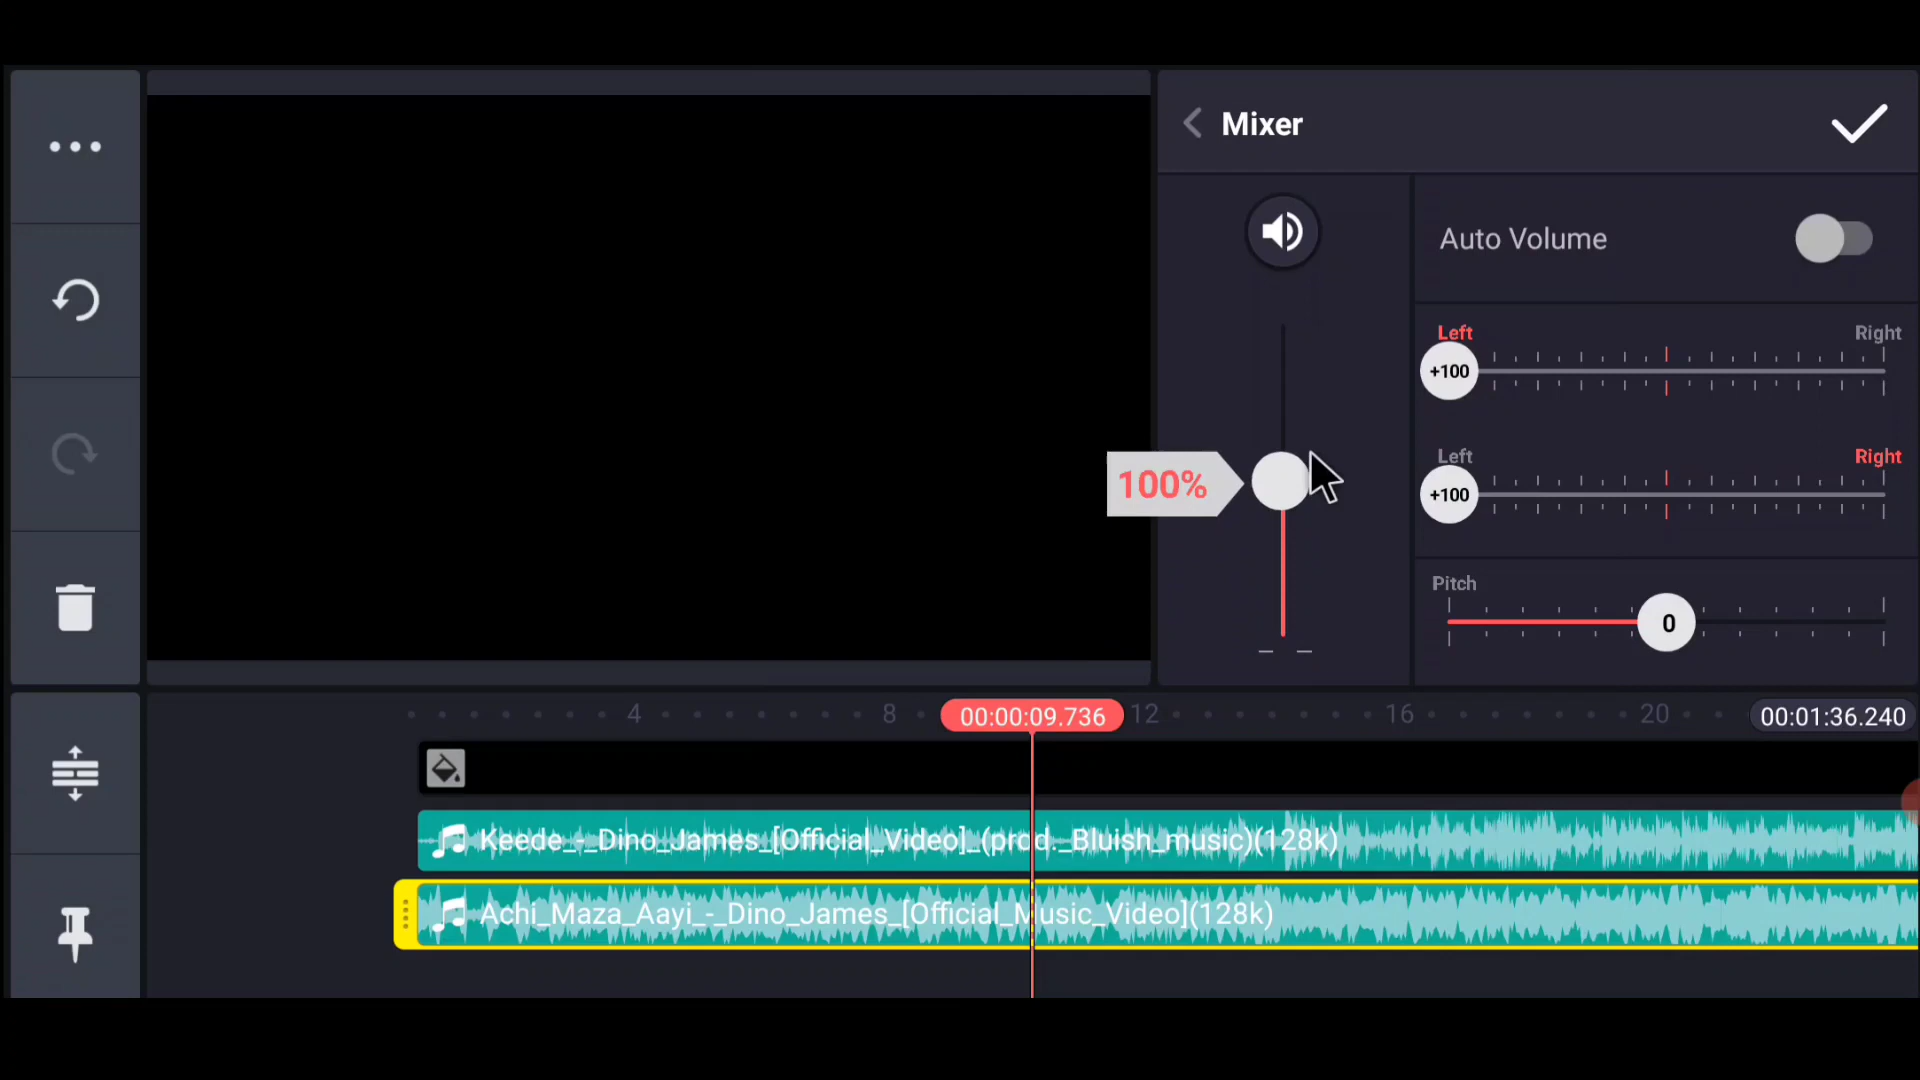 Mixer
Auto Volume
Left
Right
+100
100%
Left
Right
+100
Pitch
0
4
8
00:00:09.736
12
16
20
00:01:36.240
Keede_-_Dino_James_[Official_Video]_(prod._Bluish_music)(128k)
Achi_Maza_Aayi_-_Dino_James_[Official_Music_Video](128k)